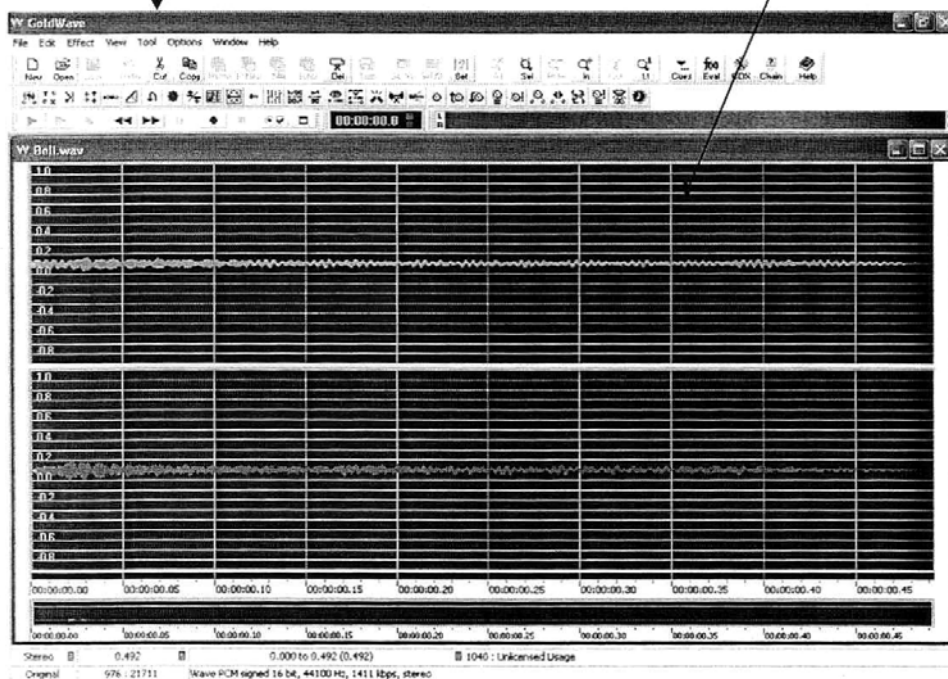 GoldWave
File Edit Effect View Tool Options Window Help
New Open Cut Copy Del Sel Sel In 1:1 Cues Eval CDX Chain Help
00:00:00.0 L
R
Bell.wav
1.0
0.8
0.6
0.4
0.2
0.0
-0.2
-0.4
-0.6
-0.8
1.0
0.8
0.6
0.4
0.2
0.0
-0.2
-0.4
-0.6
-0.8
00:00:00.00 00:00:00.05 00:00:00.10 00:00:00.15 00:00:00.20 00:00:00.25 00:00:00.30 00:00:00.35 00:00:00.40 00:00:00.45
00:00:00.00 00:00:00.05 00:00:00.10 00:00:00.15 00:00:00.20 00:00:00.25 00:00:00.30 00:00:00.35 00:00:00.40 00:00:00.45
Stereo 0.492 0.000 to 0.492 (0.492) 1040 : Unlicensed Usage
Original 976 : 21711 Wave PCM signed 16 bit, 44100 Hz, 1411 kbps, stereo